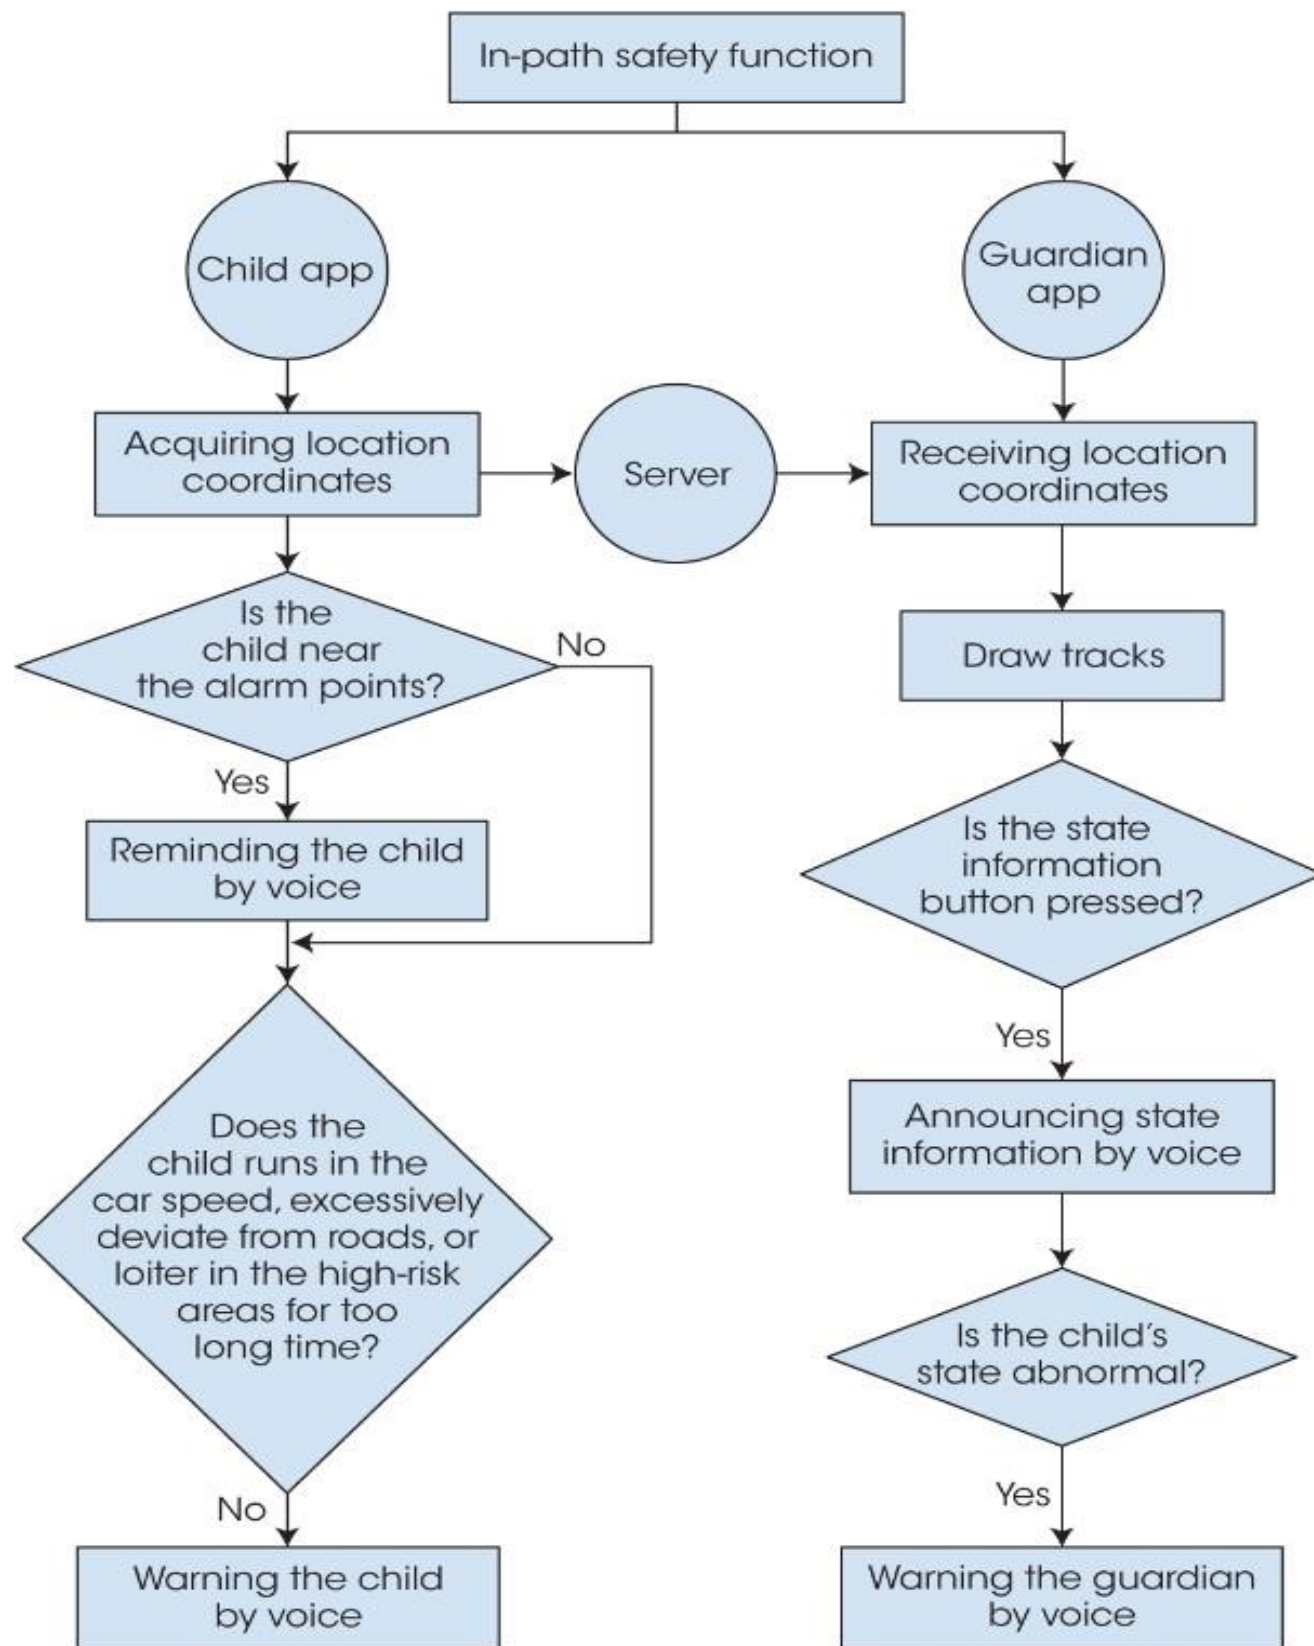 In-path safety function
Child app
Guardian
app
Acquiring location
coordinates
Server
Receiving location
coordinates
Is the
child near
the alarm points?
No
Yes
Draw tracks
Reminding the child
by voice
Is the state
information
button pressed?
Yes
Does the
child runs in the
car speed, excessively
deviate from roads, or
loiter in the high-risk
areas for too
long time?
Announcing state
information by voice
Is the child's
state abnormal?
No
Yes
Warning the child
by voice
Warning the guardian
by voice